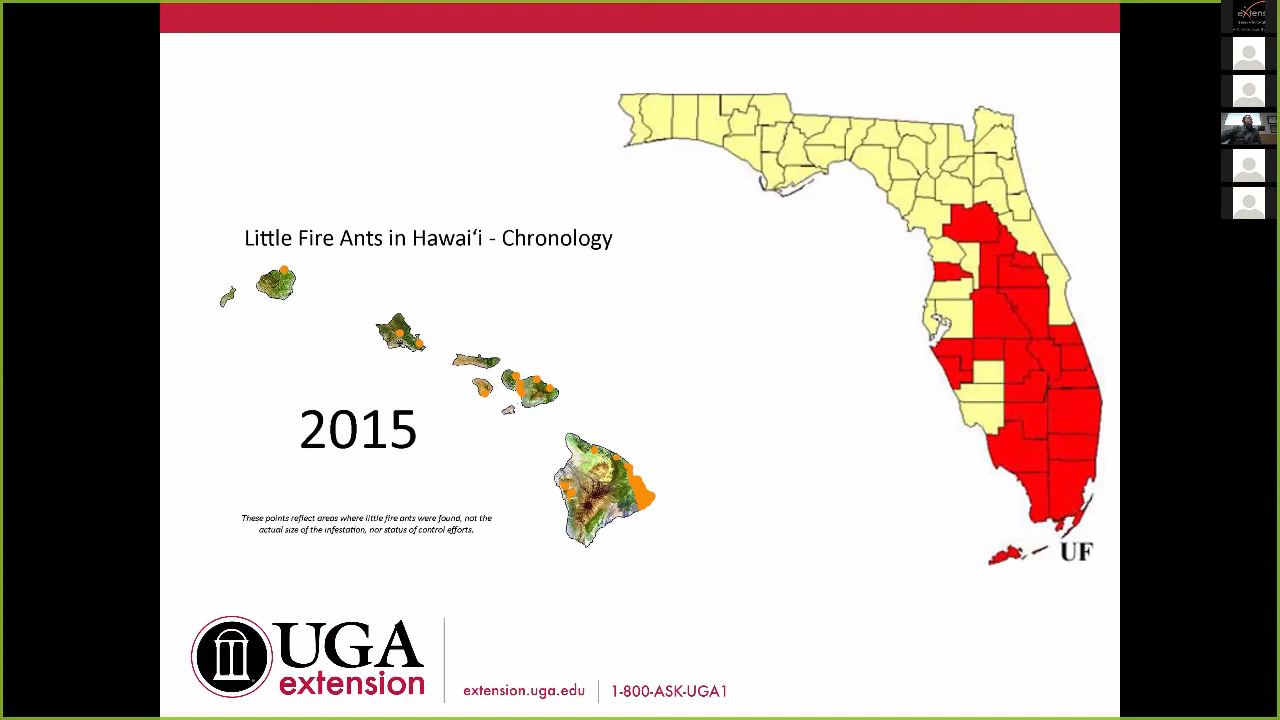 eXtens
Little Fire Ants in Hawai‘i - Chronology
2015
These points reflect areas where little fire ants were found, not the
actual size of the infestation, nor status of control efforts.
UF
UGA
extension
extension.uga.edu
1-800-ASK-UGA1